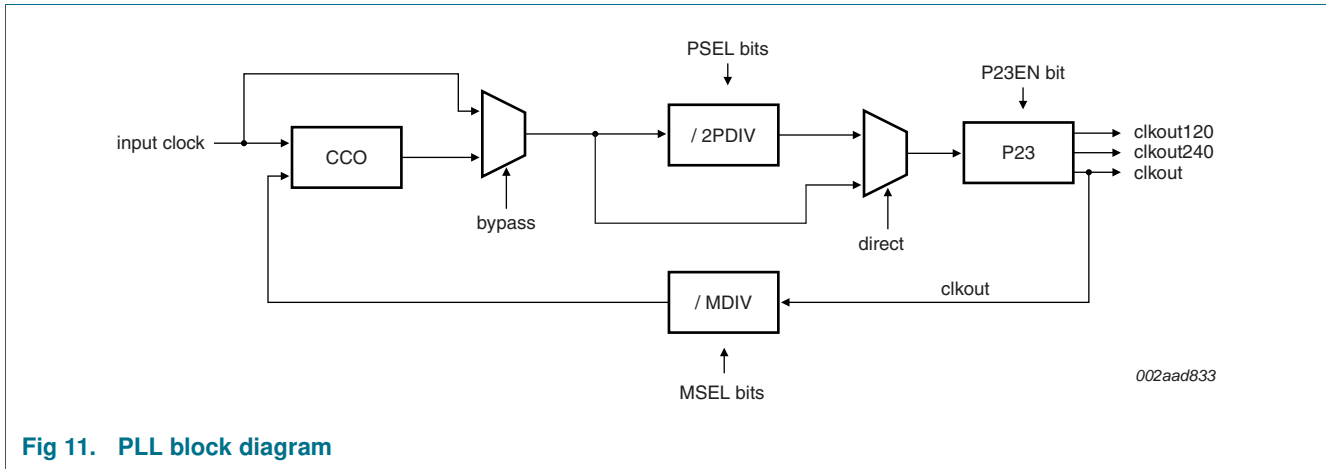 PSEL bits
P23EN bit
input clock
CCO
/ 2PDIV
P23
clkout120
clkout240
clkout
bypass
direct
/ MDIV
clkout
MSEL bits
002aad833
Fig 11. PLL block diagram